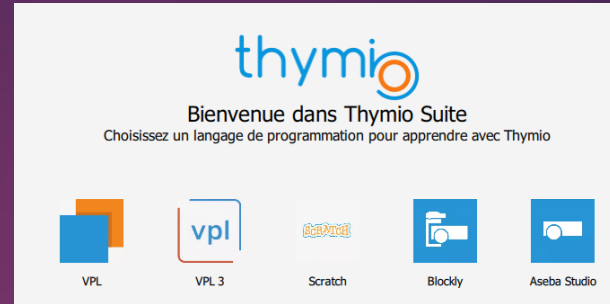 thymio
Bienvenue dans Thymio Suite
Choisissez un langage de programmation pour apprendre avec Thymio
vpl
SCRATCH
VPL
VPL 3
Scratch
Blockly
Aseba Studio